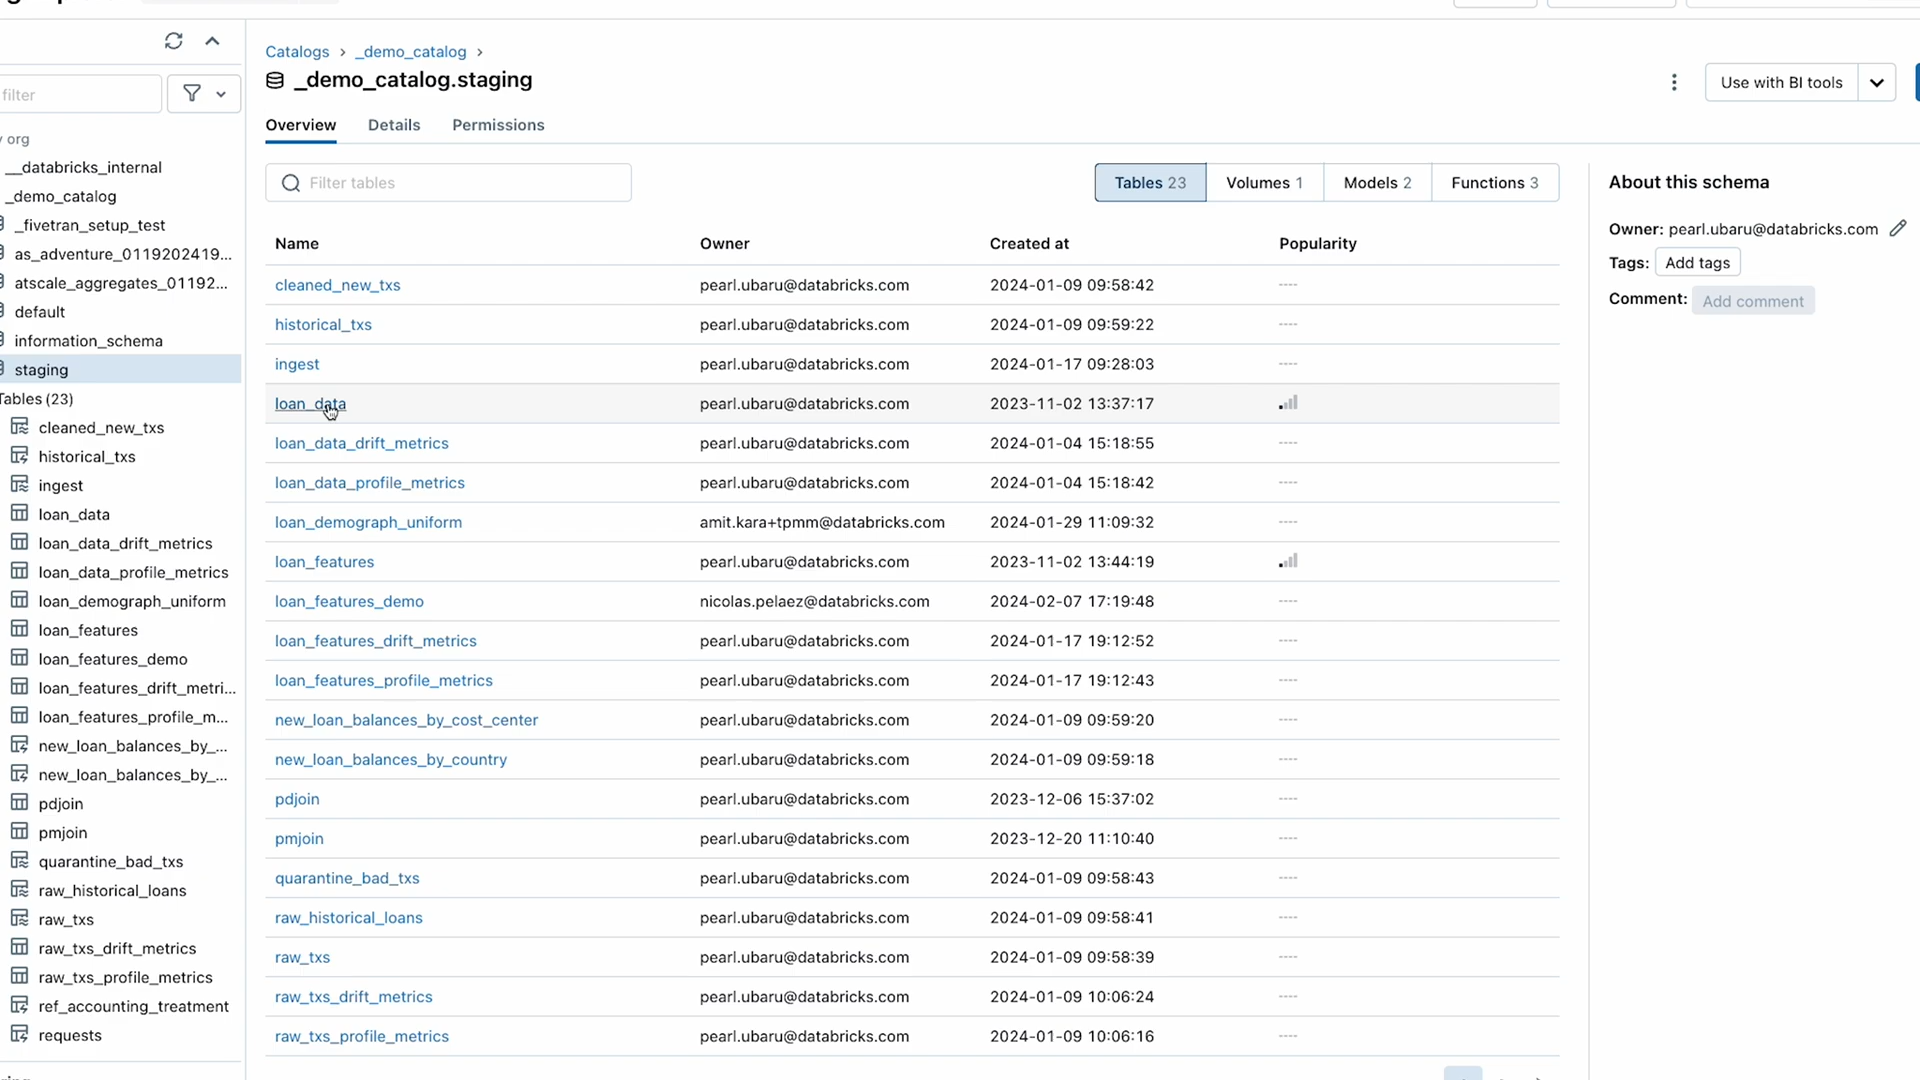 filter
org
__databricks_internal
_demo_catalog
_fivetran_setup_test
as_adventure_0119202419...
atscale_aggregates_01192...
default
information_schema
staging
Tables (23)
cleaned_new_txs
historical_txs
ingest
loan_data
loan_data_drift_metrics
loan_data_profile_metrics
loan_demograph_uniform
loan_features
loan_features_demo
loan_features_drift_metri...
loan_features_profile_m...
new_loan_balances_by_...
new_loan_balances_by_...
pdjoin
pmjoin
quarantine_bad_txs
raw_historical_loans
raw_txs
raw_txs_drift_metrics
raw_txs_profile_metrics
ref_accounting_treatment
requests
Catalogs > _demo_catalog >
_demo_catalog.staging
Use with BI tools
Overview Details Permissions
Filter tables
Tables 23 Volumes 1 Models 2 Functions 3
Name Owner Created at Popularity
cleaned_new_txs pearl.ubaru@databricks.com 2024-01-09 09:58:42 ----
historical_txs pearl.ubaru@databricks.com 2024-01-09 09:59:22 ----
ingest pearl.ubaru@databricks.com 2024-01-17 09:28:03 ----
loan_data pearl.ubaru@databricks.com 2023-11-02 13:37:17
loan_data_drift_metrics pearl.ubaru@databricks.com 2024-01-04 15:18:55 ----
loan_data_profile_metrics pearl.ubaru@databricks.com 2024-01-04 15:18:42 ----
loan_demograph_uniform amit.kara+tpmm@databricks.com 2024-01-29 11:09:32 ----
loan_features pearl.ubaru@databricks.com 2023-11-02 13:44:19
loan_features_demo nicolas.pelaez@databricks.com 2024-02-07 17:19:48 ----
loan_features_drift_metrics pearl.ubaru@databricks.com 2024-01-17 19:12:52 ----
loan_features_profile_metrics pearl.ubaru@databricks.com 2024-01-17 19:12:43 ----
new_loan_balances_by_cost_center pearl.ubaru@databricks.com 2024-01-09 09:59:20 ----
new_loan_balances_by_country pearl.ubaru@databricks.com 2024-01-09 09:59:18 ----
pdjoin pearl.ubaru@databricks.com 2023-12-06 15:37:02 ----
pmjoin pearl.ubaru@databricks.com 2023-12-20 11:10:40 ----
quarantine_bad_txs pearl.ubaru@databricks.com 2024-01-09 09:58:43 ----
raw_historical_loans pearl.ubaru@databricks.com 2024-01-09 09:58:41 ----
raw_txs pearl.ubaru@databricks.com 2024-01-09 09:58:39 ----
raw_txs_drift_metrics pearl.ubaru@databricks.com 2024-01-09 10:06:24 ----
raw_txs_profile_metrics pearl.ubaru@databricks.com 2024-01-09 10:06:16 ----
About this schema
Owner: pearl.ubaru@databricks.com
Tags: Add tags
Comment: Add comment